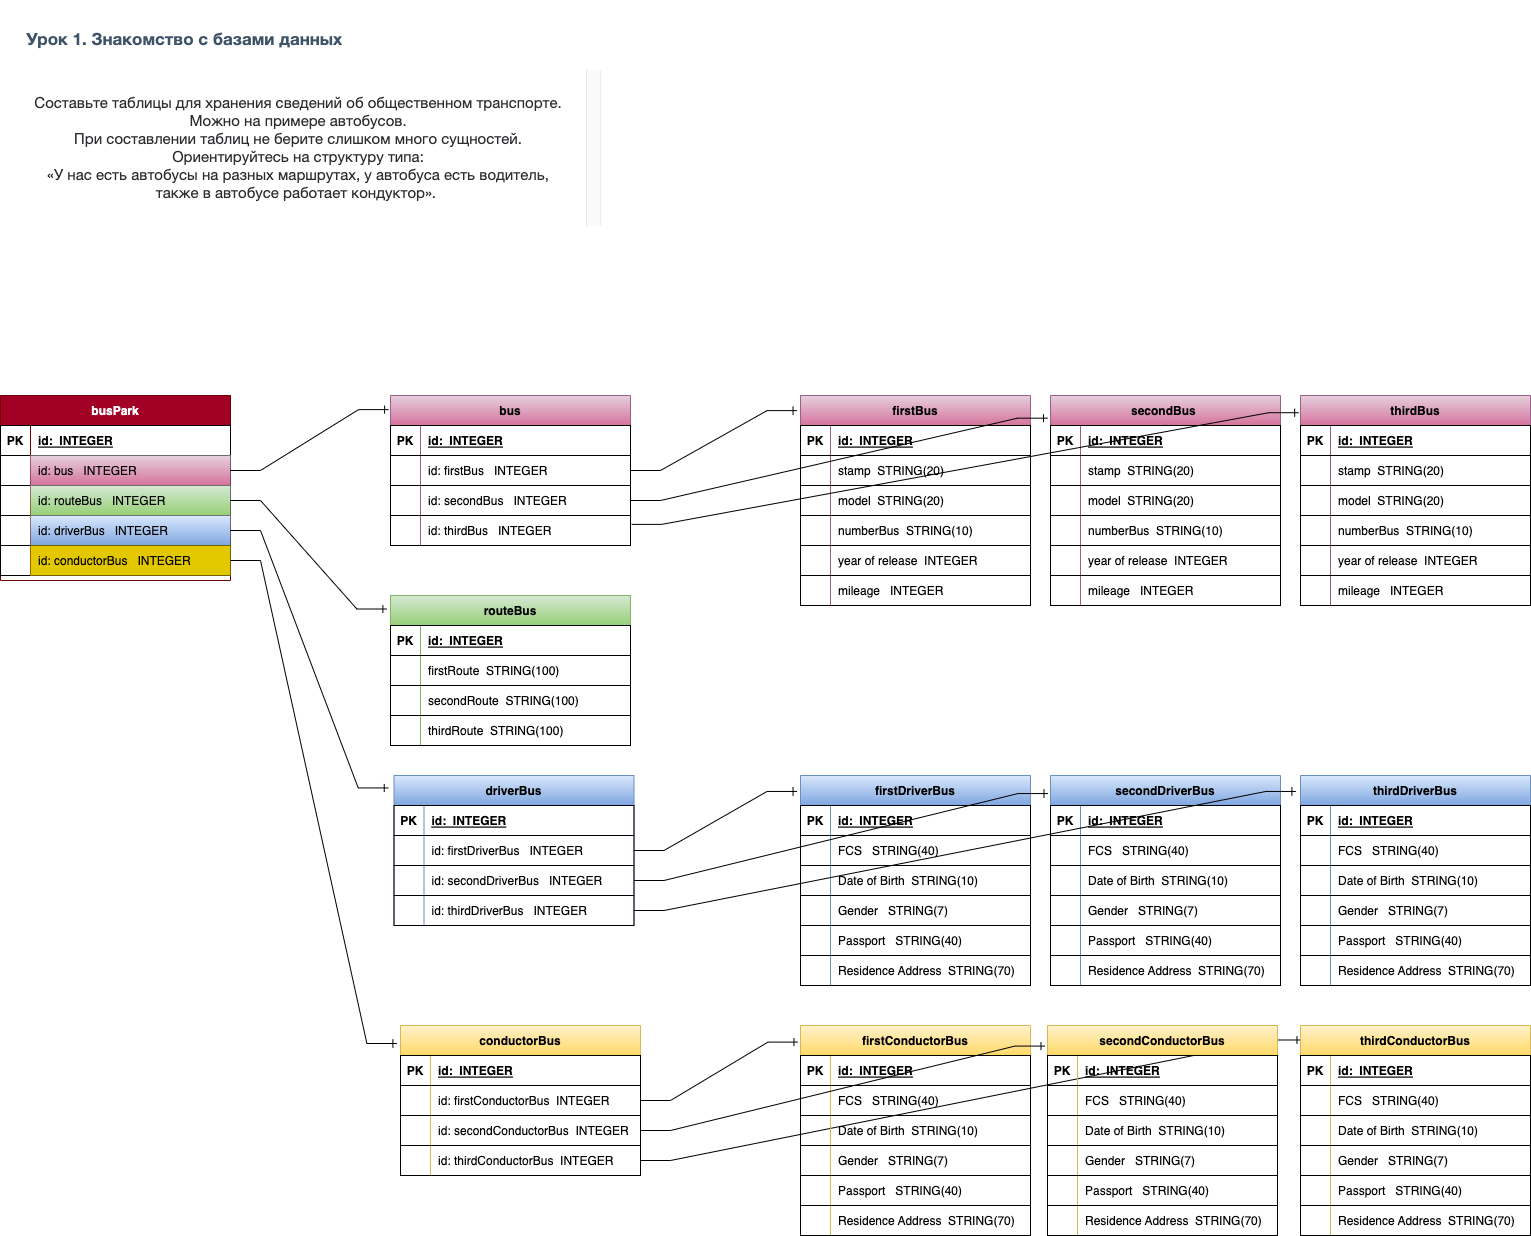 Урок 1. Знакомство с базами данных
Составьте таблицы для хранения сведений об общественном транспорте.
Можно на примере автобусов.
При составлении таблиц не берите слишком много сущностей.
Ориентируйтесь на структуру типа:
«У нас есть автобусы на разных маршрутах, у автобуса есть водитель,
также в автобусе работает кондуктор».
busPark
PK id: INTEGER
id: bus INTEGER
id: routeBus INTEGER
id: driverBus INTEGER
id: conductorBus INTEGER
bus
PK id: INTEGER
id: firstBus INTEGER
id: secondBus INTEGER
id: thirdBus INTEGER
firstBus
PK id: INTEGER
stamp STRING(20)
model STRING(20)
numberBus STRING(10)
year of release INTEGER
mileage INTEGER
secondBus
PK id: INTEGER
stamp STRING(20)
model STRING(20)
numberBus STRING(10)
year of release INTEGER
mileage INTEGER
thirdBus
PK id: INTEGER
stamp STRING(20)
model STRING(20)
numberBus STRING(10)
year of release INTEGER
mileage INTEGER
routeBus
PK id: INTEGER
firstRoute STRING(100)
secondRoute STRING(100)
thirdRoute STRING(100)
driverBus
PK id: INTEGER
id: firstDriverBus INTEGER
id: secondDriverBus INTEGER
id: thirdDriverBus INTEGER
firstDriverBus
PK id: INTEGER
FCS STRING(40)
Date of Birth STRING(10)
Gender STRING(7)
Passport STRING(40)
Residence Address STRING(70)
secondDriverBus
PK id: INTEGER
FCS STRING(40)
Date of Birth STRING(10)
Gender STRING(7)
Passport STRING(40)
Residence Address STRING(70)
thirdDriverBus
PK id: INTEGER
FCS STRING(40)
Date of Birth STRING(10)
Gender STRING(7)
Passport STRING(40)
Residence Address STRING(70)
conductorBus
PK id: INTEGER
id: firstConductorBus INTEGER
id: secondConductorBus INTEGER
id: thirdConductorBus INTEGER
firstConductorBus
PK id: INTEGER
FCS STRING(40)
Date of Birth STRING(10)
Gender STRING(7)
Passport STRING(40)
Residence Address STRING(70)
secondConductorBus
PK id: INTEGER
FCS STRING(40)
Date of Birth STRING(10)
Gender STRING(7)
Passport STRING(40)
Residence Address STRING(70)
thirdConductorBus
PK id: INTEGER
FCS STRING(40)
Date of Birth STRING(10)
Gender STRING(7)
Passport STRING(40)
Residence Address STRING(70)